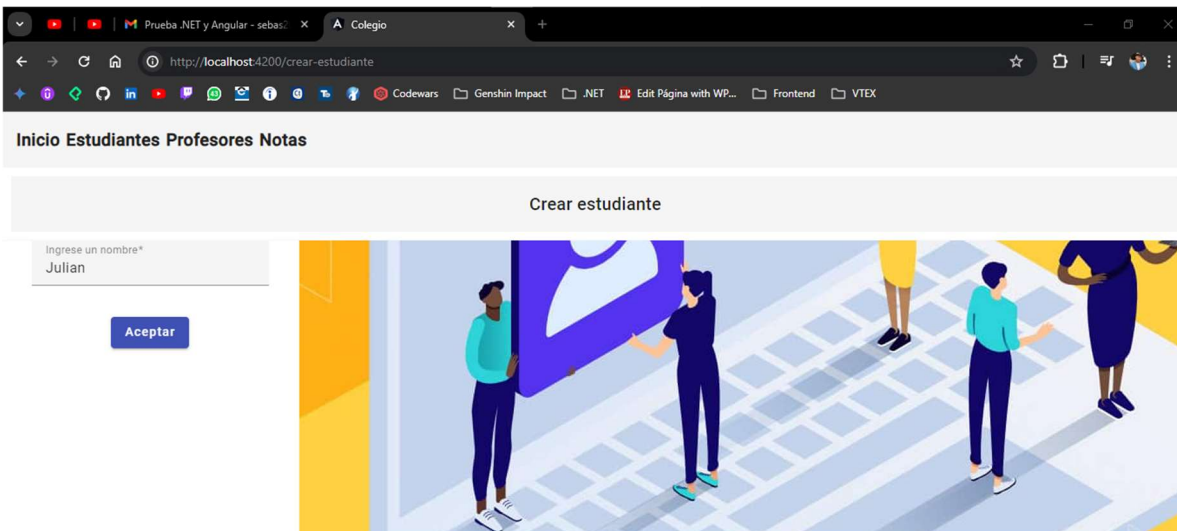 Prueba .NET y Angular - sebas2
Colegio
http://localhost:4200/crear-estudiante
Codewars Genshin Impact .NET Edit Página with WP... Frontend VTEX
Inicio Estudiantes Profesores Notas
Crear estudiante
Ingrese un nombre*
Julian
Aceptar